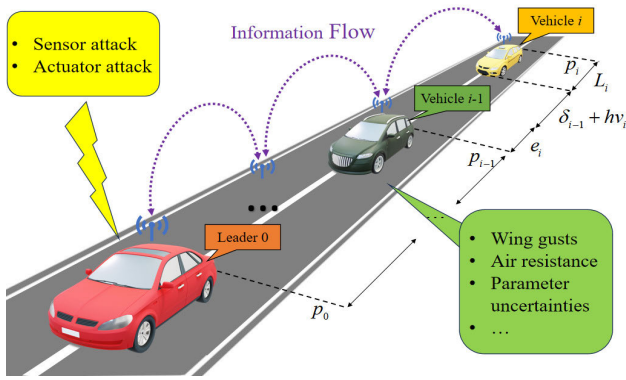 Information Flow
• Sensor attack
• Actuator attack
Vehicle i
p_i
L_i
Vehicle i-1
δ_{i-1} + hv_i
e_i
p_{i-1}
...
Leader 0
...
p_0
• Wing gusts
• Air resistance
• Parameter
uncertainties
• ...